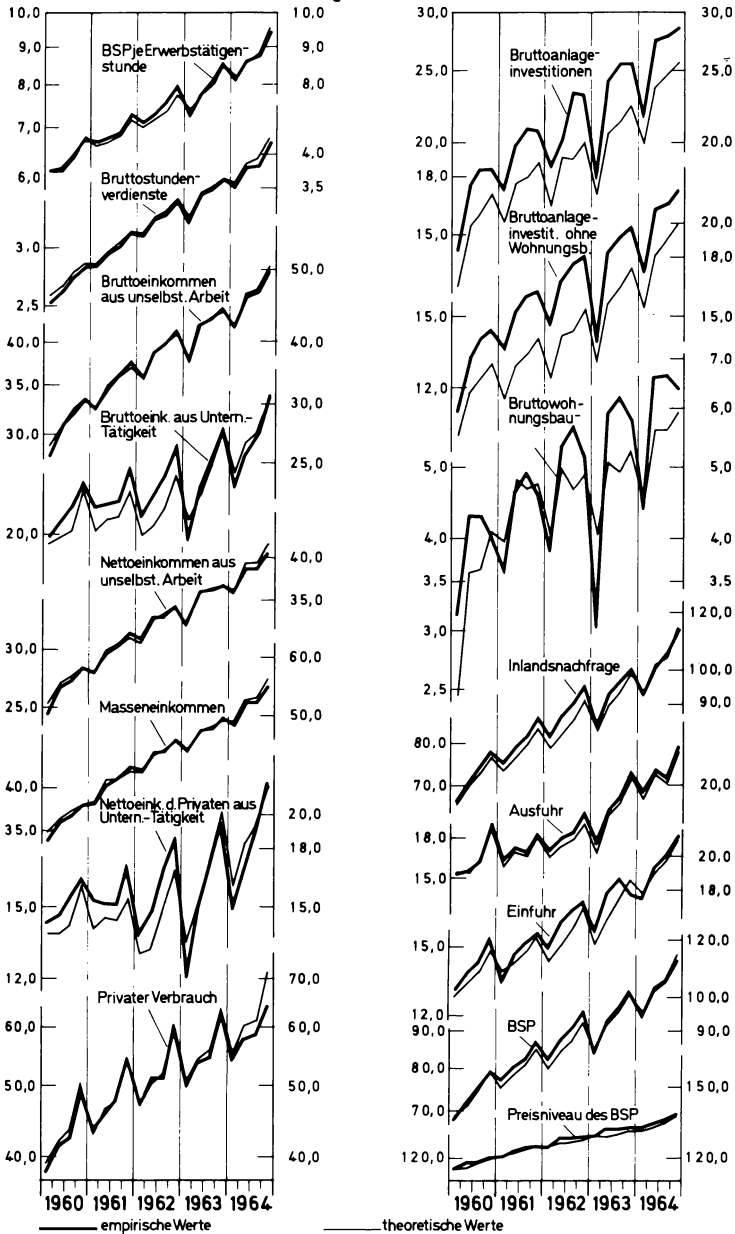 10,0
9,0
8,0
7,0
6,0
3,0
2,5
40,0
35,0
30,0
20,0
30,0
25,0
40,0
35,0
15,0
12,0
60,0
50,0
40,0
BSP je Erwerbstätigen-
stunde
Bruttostunden-
verdienste
Bruttoeinkommen
aus unselbst. Arbeit
Bruttoeink. aus Untern.-
Tätigkeit
Nettoeinkommen aus
unselbst. Arbeit
Masseneinkommen
Nettoeink. d. Privaten aus
Untern.-Tätigkeit
Privater Verbrauch
10,0
9,0
8,0
4,0
3,5
50,0
40,0
30,0
25,0
40,0
35,0
60,0
50,0
20,0
18,0
15,0
70,0
60,0
50,0
40,0
1960 1961 1962 1963 1964
30,0
25,0
20,0
18,0
15,0
15,0
12,0
5,0
4,0
3,5
3,0
2,5
80,0
70,0
18,0
15,0
15,0
12,0
90,0
80,0
70,0
120,0
Bruttoanlage-
investitionen
Bruttoanlage-
investit. ohne
Wohnungsb.
Bruttowoh-
nungsbau
Inlandsnachfrage
Ausfuhr
Einfuhr
BSP
Preisniveau des BSP
30,0
25,0
20,0
20,0
18,0
15,0
7,0
6,0
5,0
4,0
3,5
120,0
100,0
90,0
20,0
20,0
18,0
120,0
100,0
90,0
150,0
120,0
1960 1961 1962 1963 1964
empirische Werte
theoretische Werte